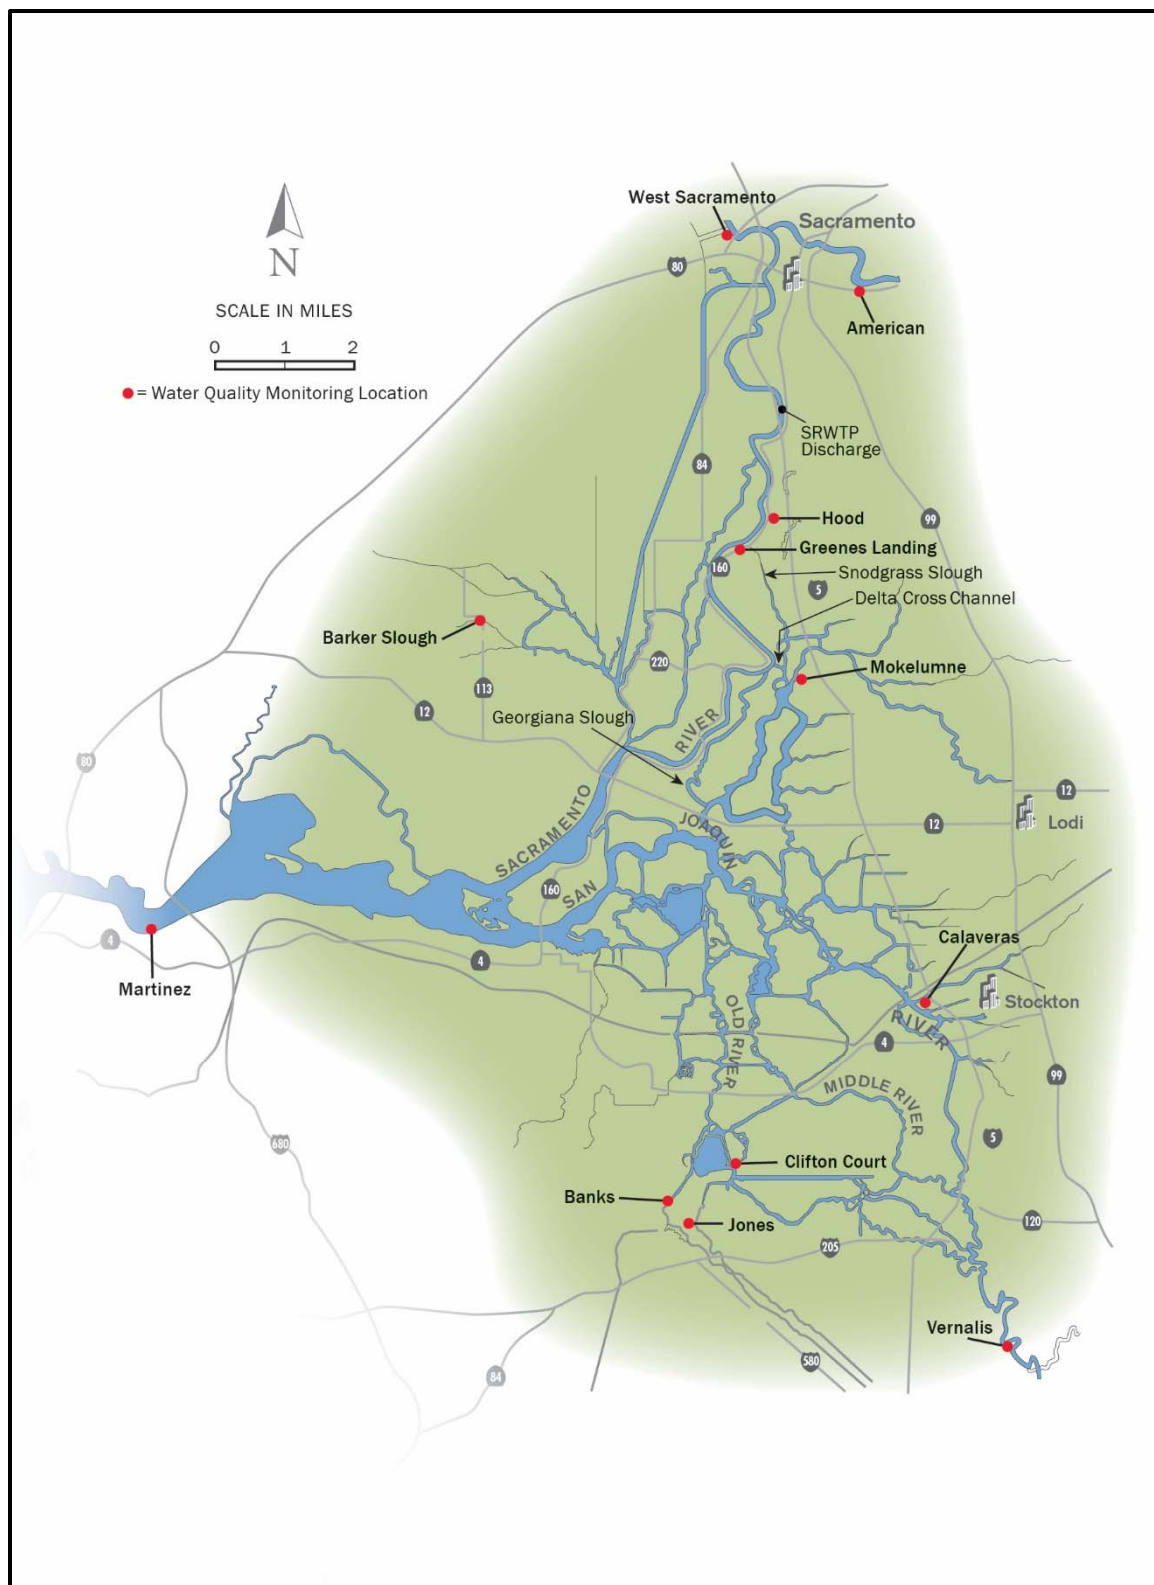 West Sacramento
Sacramento
80
N
SCALE IN MILES
0 1 2
American
= Water Quality Monitoring Location
SRWTP
Discharge
84
Hood
99
Greenes Landing
160
Snodgrass Slough
5
Delta Cross Channel
Barker Slough
220
Mokelumne
113
12
Georgiana Slough
RIVER
80
12
SACRAMENTO
JOAQUIN
12
Lodi
160
SAN
4
4
Calaveras
Martinez
OLD RIVER
Stockton
RIVER
4
99
MIDDLE RIVER
680
5
Clifton Court
Banks
Jones
120
205
Vernalis
580
84